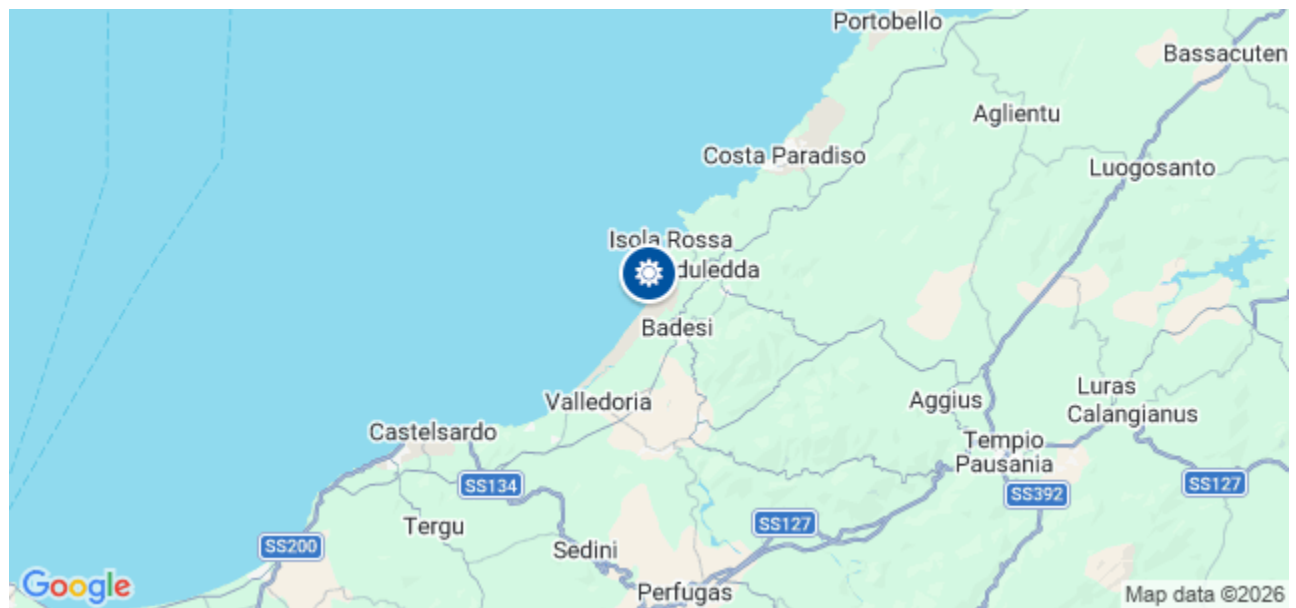 Portobello
Bassacuten
Aglientu
Costa Paradiso
Luogosanto
Isola Rossa
duledda
Badesi
Luras
Valledoria
Aggius
Calangianus
Castelsardo
Tempio
Pausania
SS134
SS127
SS392
SS127
Tergu
SS200
Sedini
Perfugas
Google
Map data ©2026